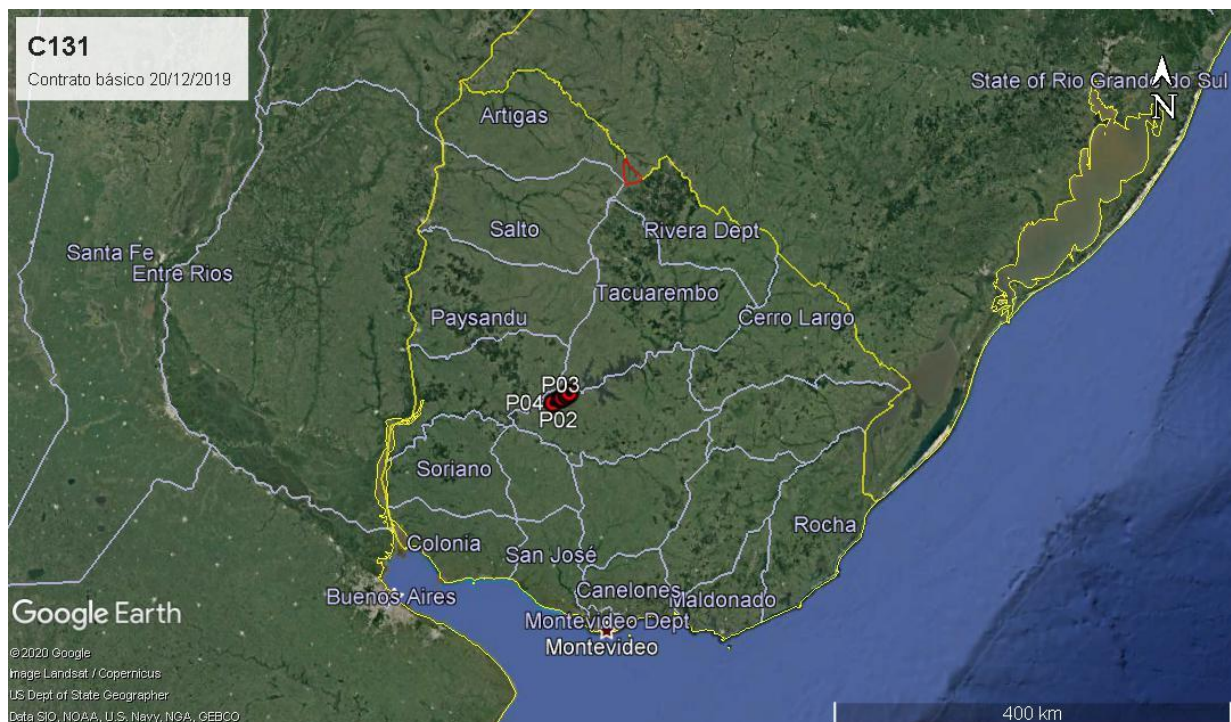 C131
Contrato básico 20/12/2019
State of Rio Grande do Sul
N
Artigas
Salto
Rivera Dept
Santa Fe
Entre Rios
Tacuarembo
Paysandu
Cerro Largo
P03
P04
P02
Soriano
Rocha
Colonia
San José
Canelones
Maldonado
Buenos Aires
Montevideo Dept
Montevideo
Google Earth
© 2020 Google
Image Landsat / Copernicus
US Dept of State Geographer
Data SIO, NOAA, U.S. Navy, NGA, GEBCO
400 km